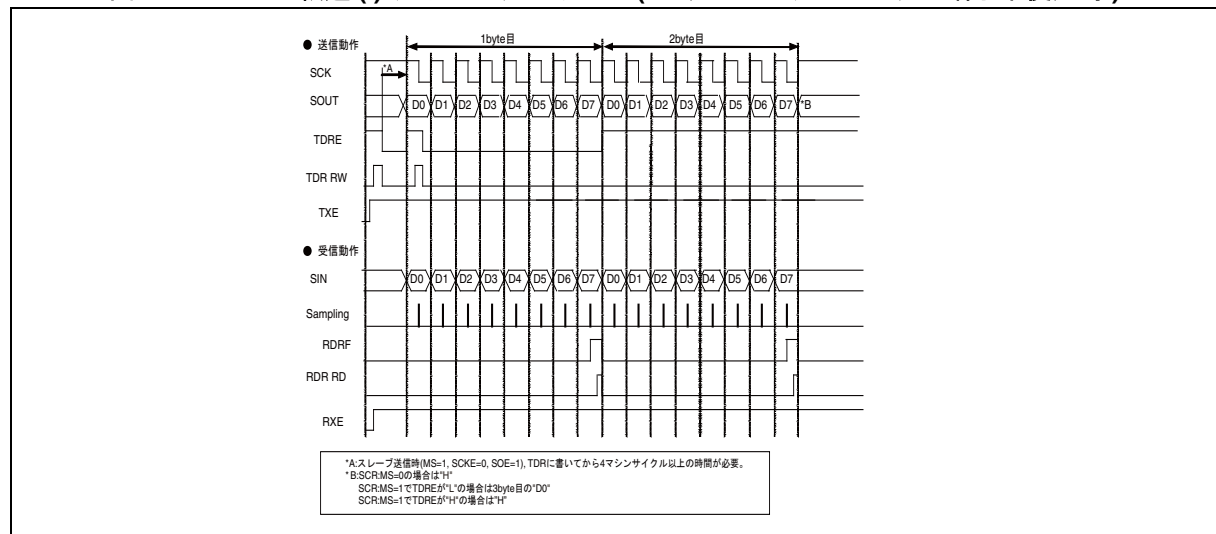 ● 送信動作
1byte目 2byte目
SCK *A
SOUT D0 D1 D2 D3 D4 D5 D6 D7 D0 D1 D2 D3 D4 D5 D6 D7 *B
TDRE
TDR RW
TXE
● 受信動作
SIN D0 D1 D2 D3 D4 D5 D6 D7 D0 D1 D2 D3 D4 D5 D6 D7
Sampling
RDRF
RDR RD
RXE
*A:スレーブ送信時(MS=1, SCKE=0, SOE=1), TDRに書いてから4マシンサイクル以上の時間が必要。
*B:SCR:MS=0の場合は"H"
SCR:MS=1でTDREが"L"の場合は3byte目の"D0"
SCR:MS=1でTDREが"H"の場合は"H"